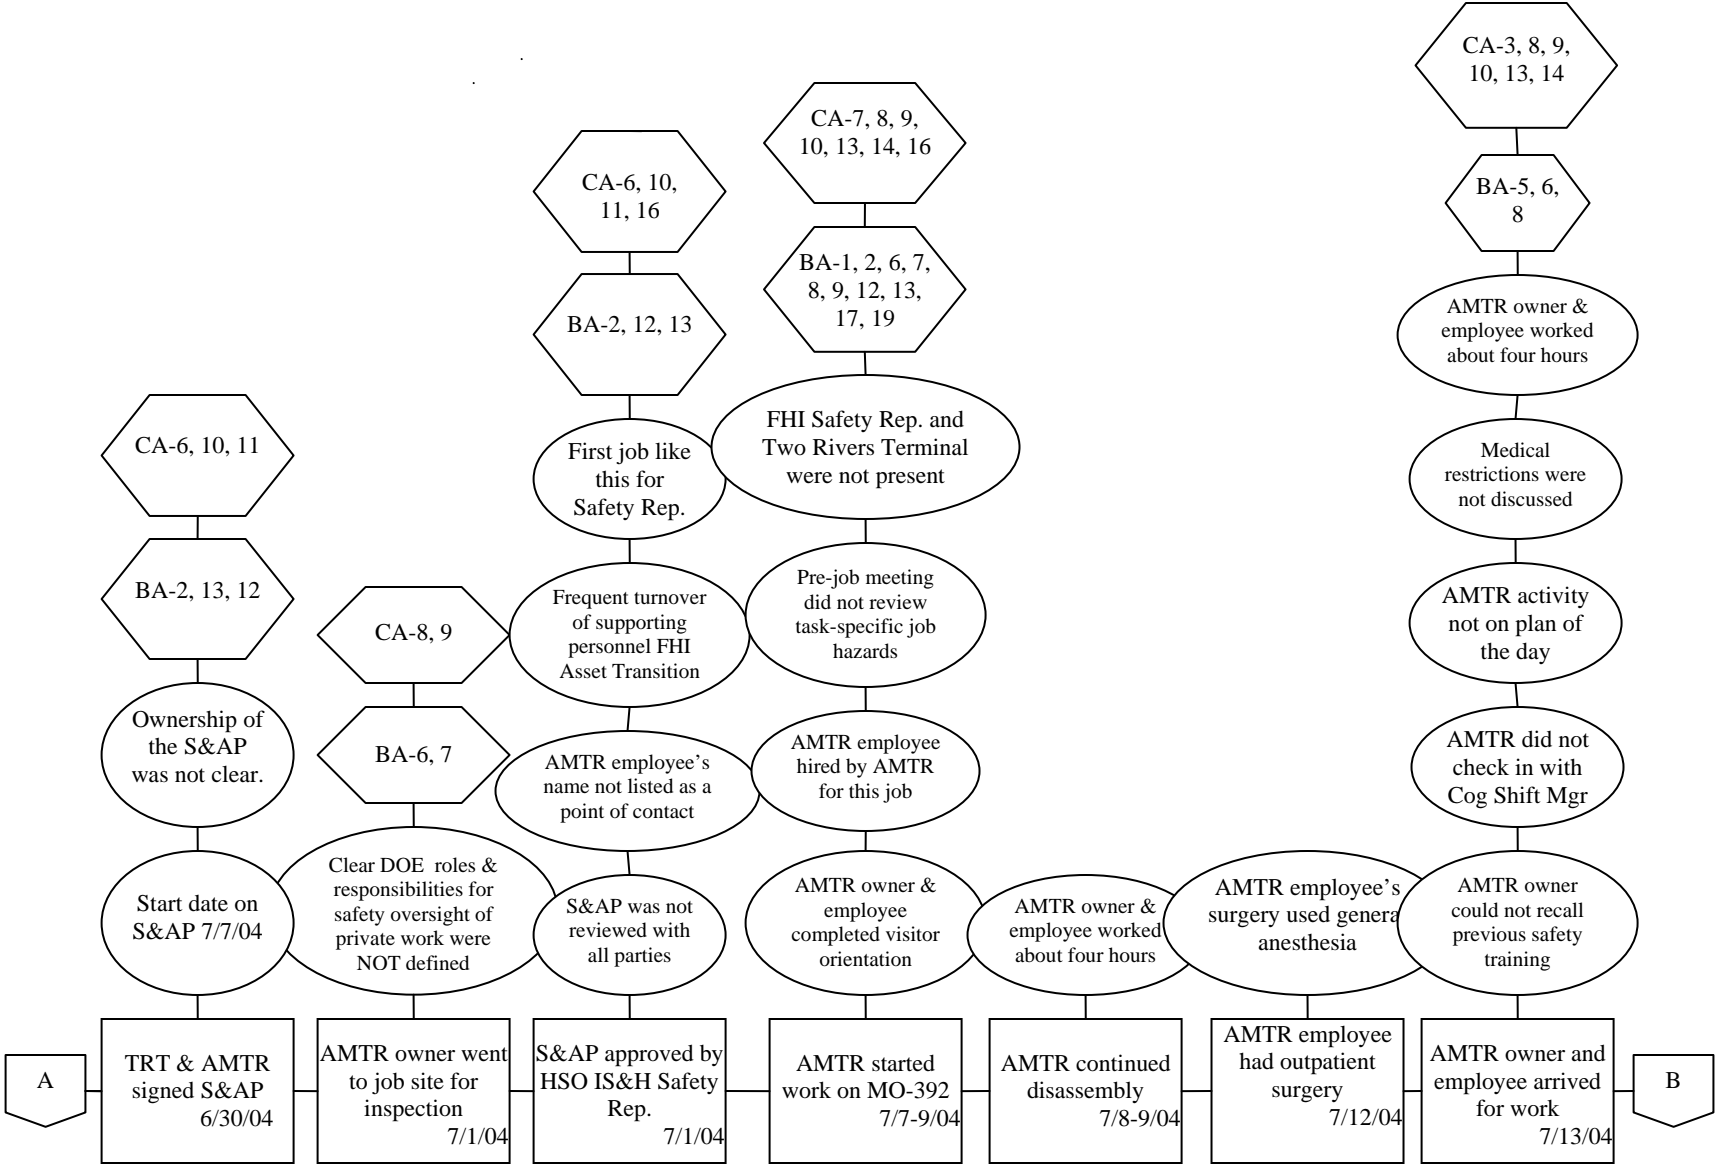 CA-3, 8, 9,
10, 13, 14
CA-7, 8, 9,
10, 13, 14, 16
CA-6, 10,
11, 16
BA-5, 6,
8
BA-1, 2, 6, 7,
8, 9, 12, 13,
17, 19
BA-2, 12, 13
AMTR owner &
employee worked
about four hours
CA-6, 10, 11
First job like
this for
Safety Rep.
FHI Safety Rep. and
Two Rivers Terminal
were not present
Medical
restrictions were
not discussed
BA-2, 13, 12
CA-8, 9
Frequent turnover
of supporting
personnel FHI
Asset Transition
Pre-job meeting
did not review
task-specific job
hazards
AMTR activity
not on plan of
the day
Ownership of
the S&AP
was not clear.
BA-6, 7
AMTR employee's
name not listed as a
point of contact
AMTR employee
hired by AMTR
for this job
AMTR did not
check in with
Cog Shift Mgr
Start date on
S&AP 7/7/04
Clear DOE roles &
responsibilities for
safety oversight of
private work were
NOT defined
S&AP was not
reviewed with
all parties
AMTR owner &
employee
completed visitor
orientation
AMTR owner &
employee worked
about four hours
AMTR employee's
surgery used genera
anesthesia
AMTR owner
could not recall
previous safety
training
A
TRT & AMTR
signed S&AP
6/30/04
AMTR owner went
to job site for
inspection
7/1/04
S&AP approved by
HSO IS&H Safety
Rep.
7/1/04
AMTR started
work on MO-392
7/7-9/04
AMTR continued
disassembly
7/8-9/04
AMTR employee
had outpatient
surgery
7/12/04
AMTR owner and
employee arrived
for work
7/13/04
B